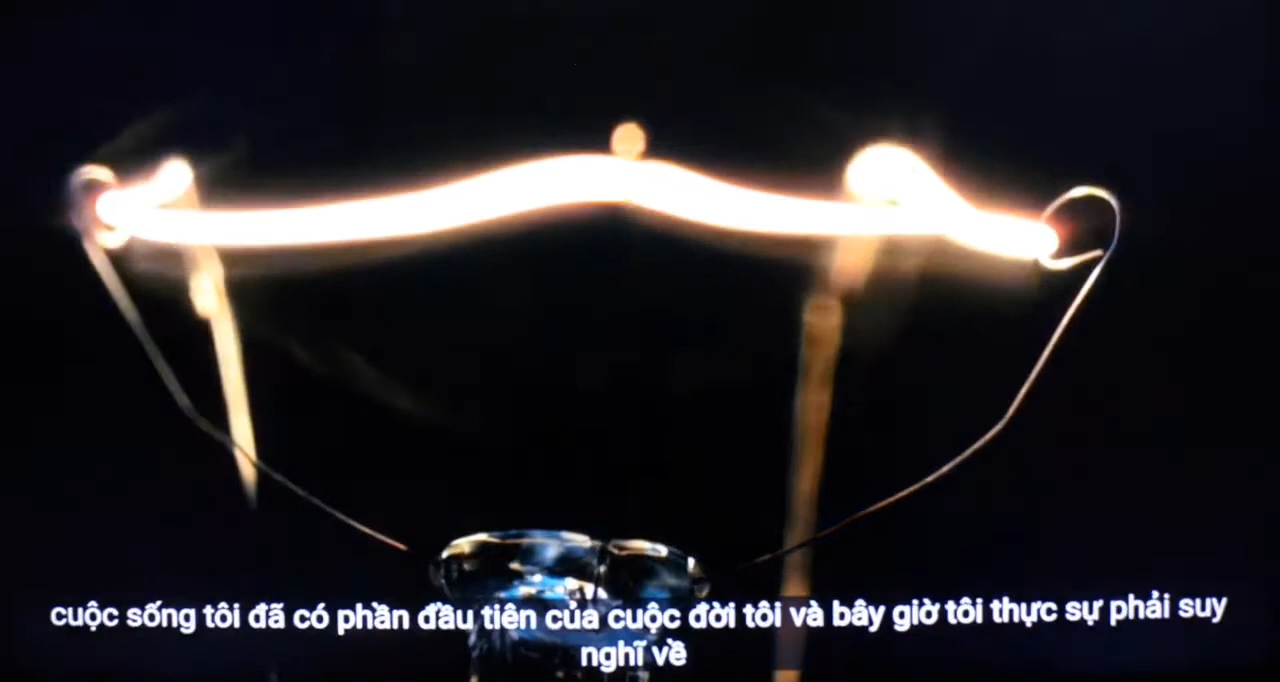 cuộc sống tôi đã có phần đầu tiên của cuộc đời tôi và bây giờ tôi thực sự phải suy
nghĩ về